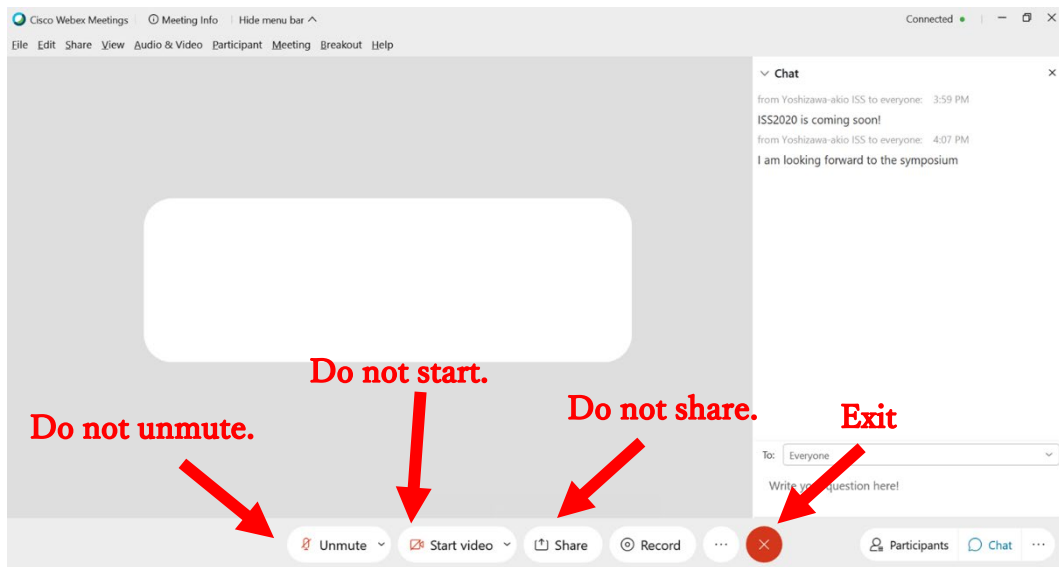 Cisco Webex Meetings Meeting Info Hide menu bar Connected
File Edit Share View Audio & Video Participant Meeting Breakout Help
Chat
from Yoshizawa-akio ISS to everyone: 3:59 PM
ISS2020 is coming soon!
from Yoshizawa-akio ISS to everyone: 4:07 PM
I am looking forward to the symposium
Do not start.
Do not share.
Exit
Do not unmute.
To: Everyone
Write your question here!
Unmute Start video Share Record Participants Chat